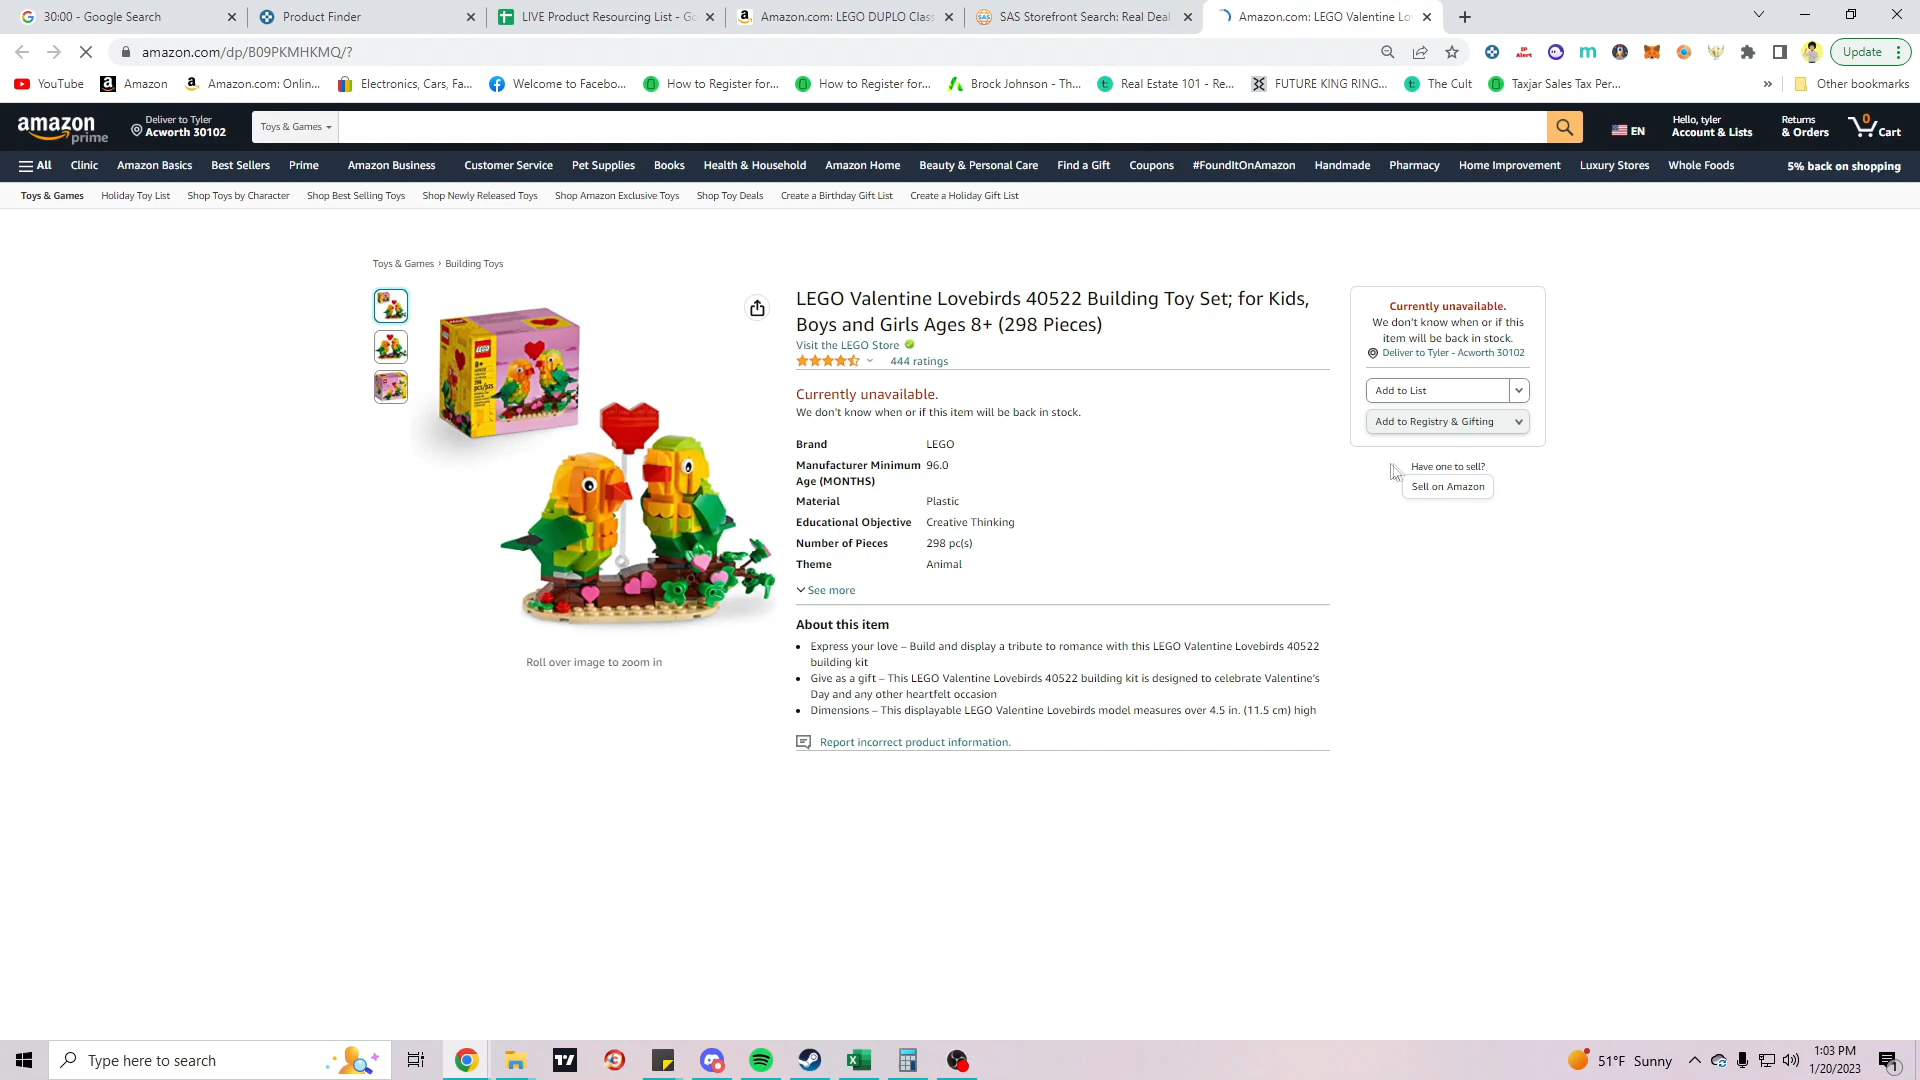 30:00 - Google Search
Product Finder
LIVE Product Resourcing List - Go
Amazon.com: LEGO DUPLO Class
SAS Storefront Search: Real Deal
Amazon.com: LEGO Valentine Lo
amazon.com/dp/B09PKMHKMQ/?
Update
YouTube
Amazon
Amazon.com: Onlin...
Electronics, Cars, Fa...
Welcome to Facebo...
How to Register for...
How to Register for...
Brock Johnson - Th...
Real Estate 101 - Re...
FUTURE KING RING...
The Cult
Taxjar Sales Tax Per...
Other bookmarks
amazon prime
Deliver to Tyler
Acworth 30102
Toys & Games
EN
Hello, tyler
Account & Lists
Returns
& Orders
0
Cart
All
Clinic
Amazon Basics
Best Sellers
Prime
Amazon Business
Customer Service
Pet Supplies
Books
Health & Household
Amazon Home
Beauty & Personal Care
Find a Gift
Coupons
#FoundItOnAmazon
Handmade
Pharmacy
Home Improvement
Luxury Stores
Whole Foods
5% back on shopping
Toys & Games
Holiday Toy List
Shop Toys by Character
Shop Best Selling Toys
Shop Newly Released Toys
Shop Amazon Exclusive Toys
Shop Toy Deals
Create a Birthday Gift List
Create a Holiday Gift List
Toys & Games › Building Toys
LEGO
8+
LEGO Valentine Lovebirds 40522 Building Toy Set; for Kids,
Boys and Girls Ages 8+ (298 Pieces)
Visit the LEGO Store
444 ratings
Currently unavailable.
We don't know when or if this item will be back in stock.
Brand LEGO
Manufacturer Minimum 96.0
Age (MONTHS)
Material Plastic
Educational Objective Creative Thinking
Number of Pieces 298 pc(s)
Theme Animal
See more
About this item
• Express your love – Build and display a tribute to romance with this LEGO Valentine Lovebirds 40522
building kit
• Give as a gift – This LEGO Valentine Lovebirds 40522 building kit is designed to celebrate Valentine's
Day and any other heartfelt occasion
• Dimensions – This displayable LEGO Valentine Lovebirds model measures over 4.5 in. (11.5 cm) high
Report incorrect product information.
Roll over image to zoom in
Currently unavailable.
We don't know when or if this
item will be back in stock.
Deliver to Tyler - Acworth 30102
Add to List
Add to Registry & Gifting
Have one to sell?
Sell on Amazon
Type here to search
51°F Sunny
1:03 PM
1/20/2023
1